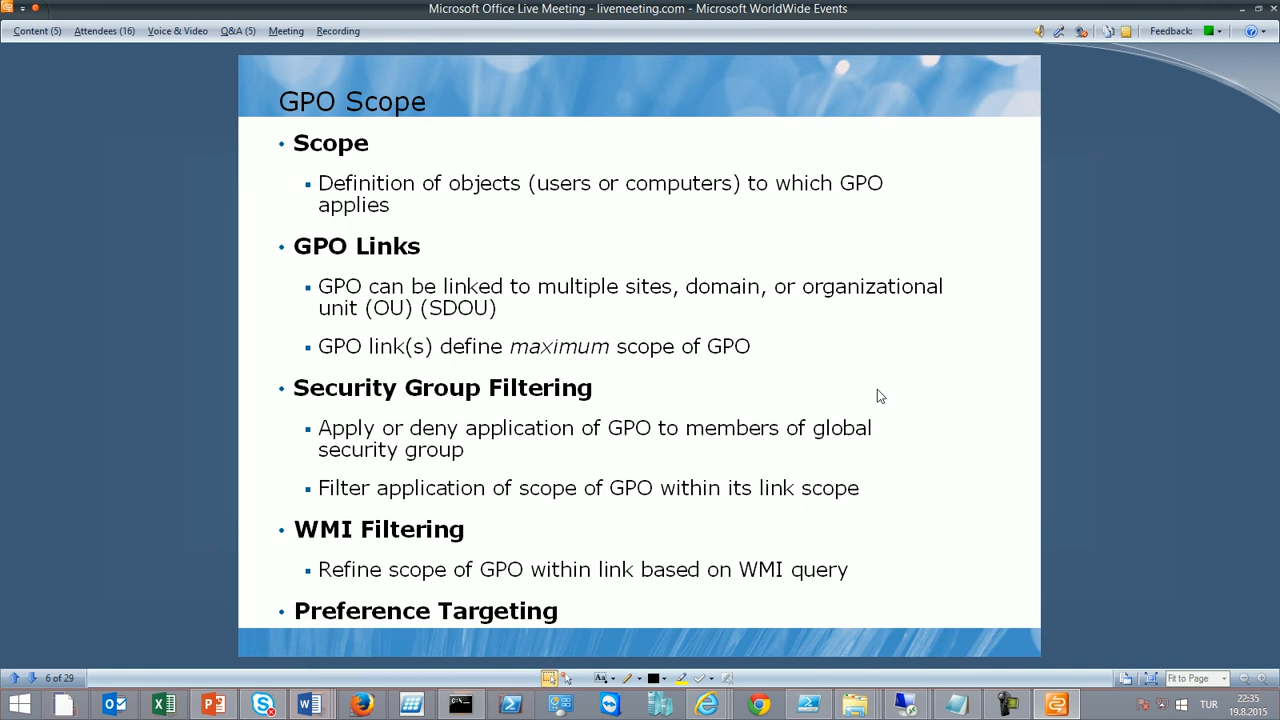 Microsoft Office Live Meeting - livemeeting.com - Microsoft WorldWide Events
Content (5) Attendees (16) Voice & Video Q&A (5) Meeting Recording Feedback:
GPO Scope
• Scope
▪ Definition of objects (users or computers) to which GPO
applies
• GPO Links
▪ GPO can be linked to multiple sites, domain, or organizational
unit (OU) (SDOU)
▪ GPO link(s) define maximum scope of GPO
• Security Group Filtering
▪ Apply or deny application of GPO to members of global
security group
▪ Filter application of scope of GPO within its link scope
• WMI Filtering
▪ Refine scope of GPO within link based on WMI query
• Preference Targeting
6 of 29 Aa Fit to Page
TUR 22:35
19.8.2015